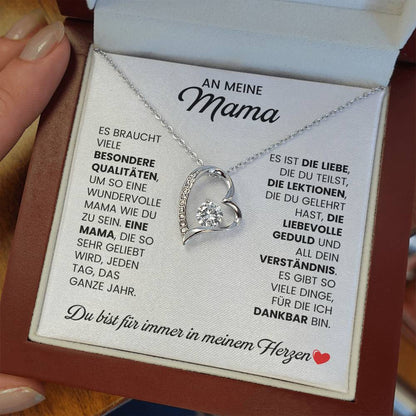 AN MEINE
Mama
ES BRAUCHT
VIELE
BESONDERE
QUALITÄTEN,
UM SO EINE
WUNDERVOLLE
MAMA WIE DU
ZU SEIN. EINE
MAMA, DIE SO
SEHR GELIEBT
WIRD, JEDEN
TAG, DAS
GANZE JAHR.
ES IST DIE LIEBE,
DIE DU TEILST,
DIE LEKTIONEN,
DIE DU GELEHRT
HAST, DIE
LIEBEVOLLE
GEDULD UND
ALL DEIN
VERSTÄNDNIS.
ES GIBT SO
VIELE DINGE,
FÜR DIE ICH
DANKBAR BIN.
Du bist für immer in meinem Herzen